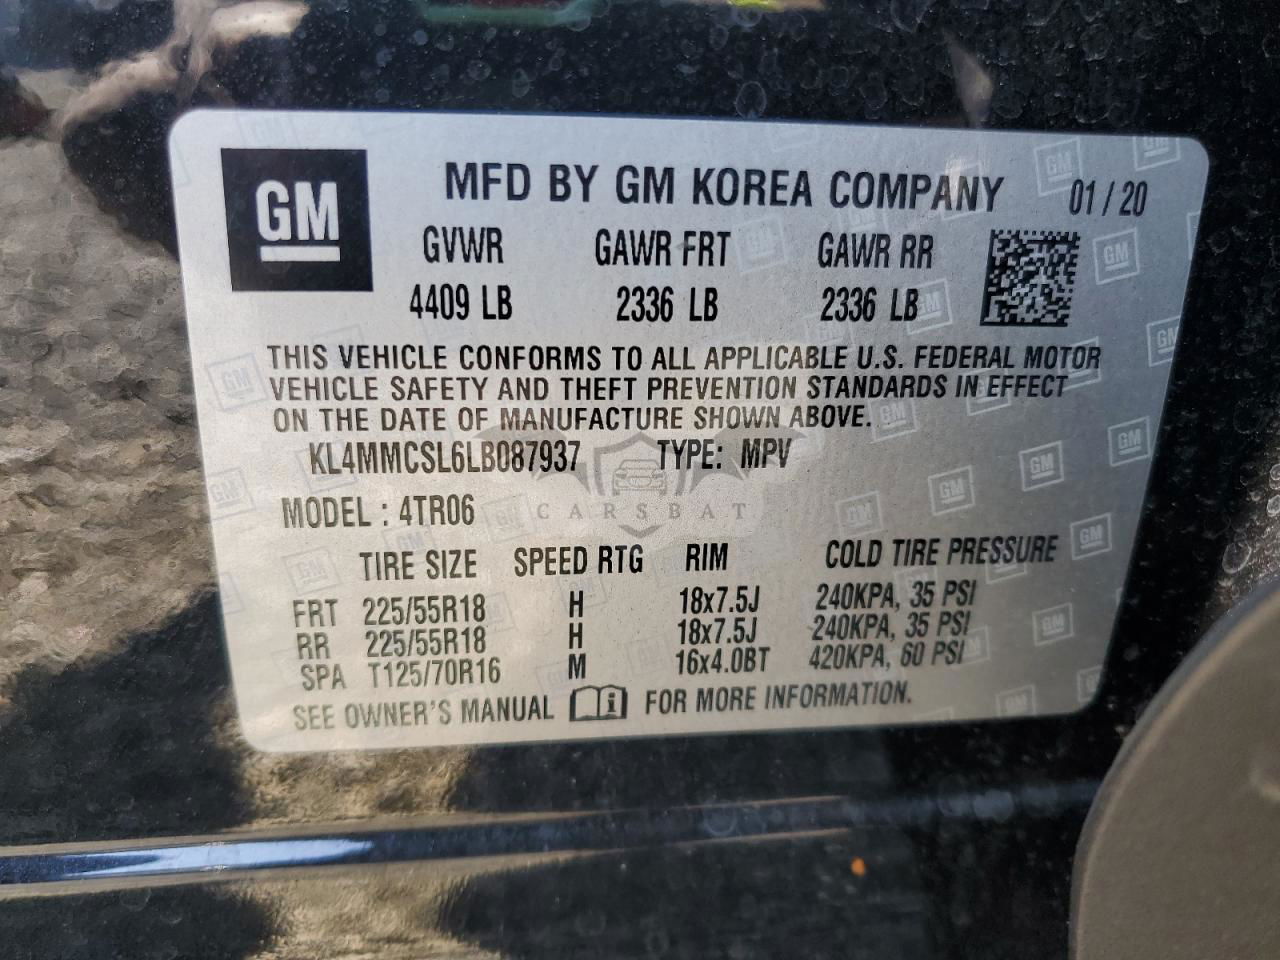 GM
MFD BY GM KOREA COMPANY 01/20
GVWR GAWR FRT GAWR RR
4409 LB 2336 LB 2336 LB
THIS VEHICLE CONFORMS TO ALL APPLICABLE U.S. FEDERAL MOTOR
VEHICLE SAFETY AND THEFT PREVENTION STANDARDS IN EFFECT
ON THE DATE OF MANUFACTURE SHOWN ABOVE.
KL4MMCSL6LB087937 TYPE: MPV
CARSBAT
MODEL : 4TR06
TIRE SIZE SPEED RTG RIM COLD TIRE PRESSURE
FRT 225/55R18 H 18x7.5J 240KPA, 35 PSI
RR 225/55R18 H 18x7.5J 240KPA, 35 PSI
SPA T125/70R16 M 16x4.0BT 420KPA, 60 PSI
SEE OWNER'S MANUAL i FOR MORE INFORMATION.